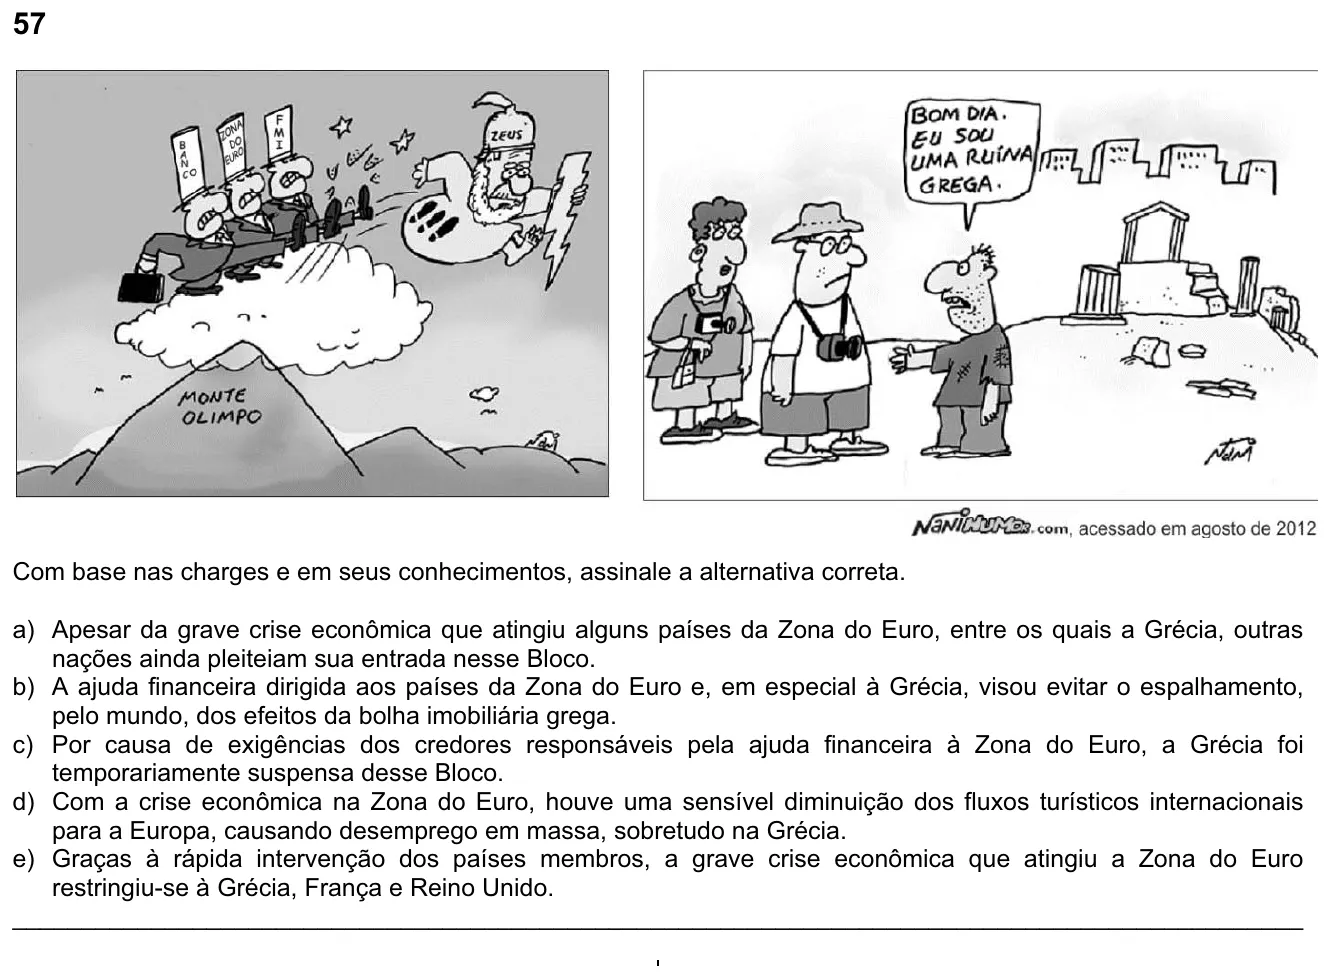 57
BANCO
ZONA
DO
EURO
FMI
ZEUS
MONTE
OLIMPO
Nani
BOM DIA.
EU SOU
UMA RUÍNA
GREGA.
Nani
NANIHUMOR.com, acessado em agosto de 2012
Com base nas charges e em seus conhecimentos, assinale a alternativa correta.
a) Apesar da grave crise econômica que atingiu alguns países da Zona do Euro, entre os quais a Grécia, outras
nações ainda pleiteiam sua entrada nesse Bloco.
b) A ajuda financeira dirigida aos países da Zona do Euro e, em especial à Grécia, visou evitar o espalhamento,
pelo mundo, dos efeitos da bolha imobiliária grega.
c) Por causa de exigências dos credores responsáveis pela ajuda financeira à Zona do Euro, a Grécia foi
temporariamente suspensa desse Bloco.
d) Com a crise econômica na Zona do Euro, houve uma sensível diminuição dos fluxos turísticos internacionais
para a Europa, causando desemprego em massa, sobretudo na Grécia.
e) Graças à rápida intervenção dos países membros, a grave crise econômica que atingiu a Zona do Euro
restringiu-se à Grécia, França e Reino Unido.